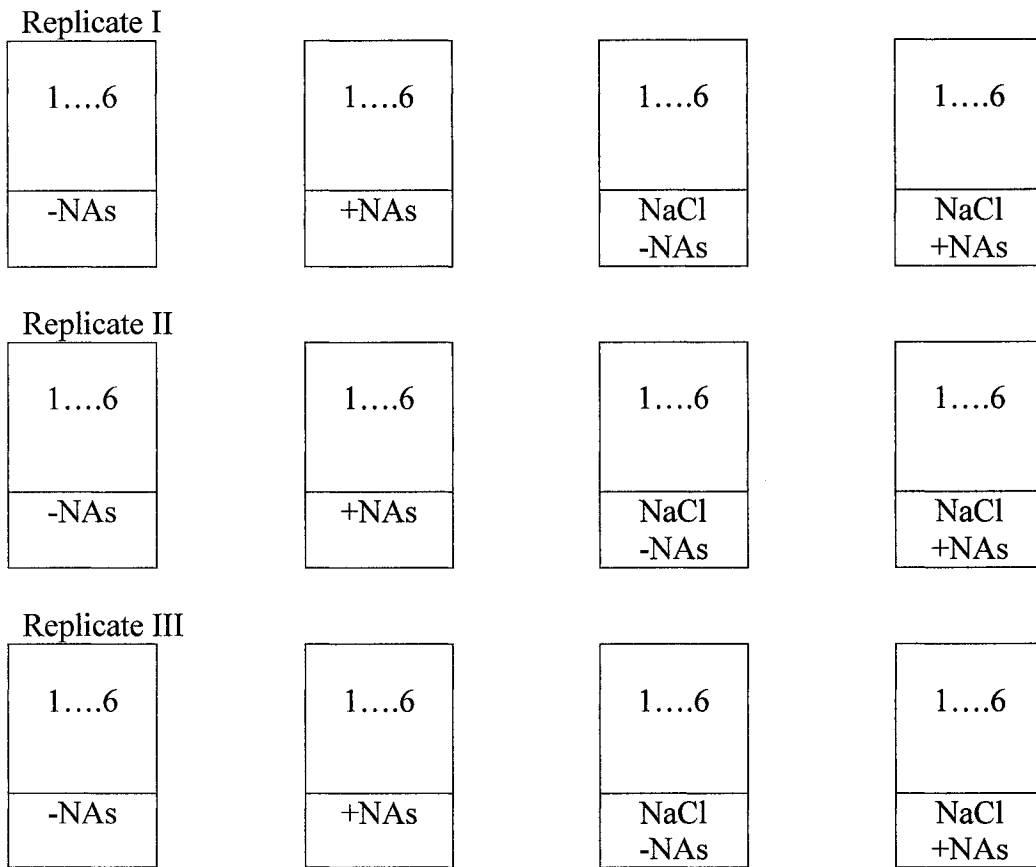 Replicate I
1....6
1....6
1....6
1....6
-NAs
+NAs
NaCl
-NAs
NaCl
+NAs
Replicate II
1....6
1....6
1....6
1....6
-NAs
+NAs
NaCl
-NAs
NaCl
+NAs
Replicate III
1....6
1....6
1....6
1....6
-NAs
+NAs
NaCl
-NAs
NaCl
+NAs